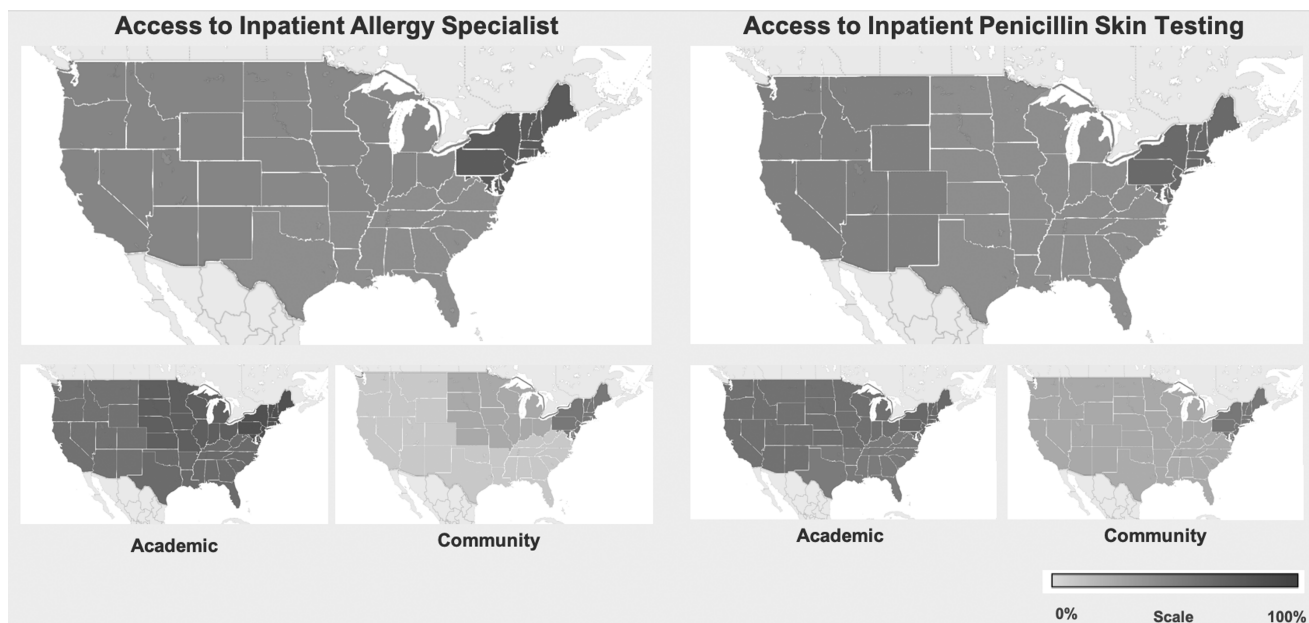 Access to Inpatient Allergy Specialist
Access to Inpatient Penicillin Skin Testing
Academic
Community
Academic
Community
0%
Scale
100%